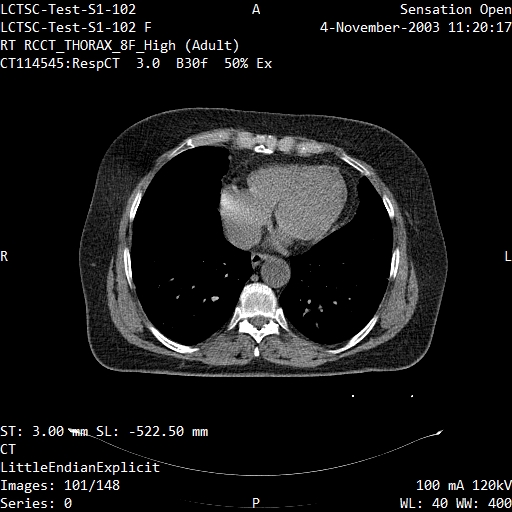 LCTSC-Test-S1-102
A
Sensation Open
LCTSC-Test-S1-102 F
4-November-2003 11:20:17
RT RCCT_THORAX_8F_High (Adult)
CT114545:RespCT 3.0 B30f 50% Ex
R
L
ST: 3.00 mm SL: -522.50 mm
CT
LittleEndianExplicit
Images: 101/148
100 mA 120kV
Series: 0
P
WL: 40 WW: 400